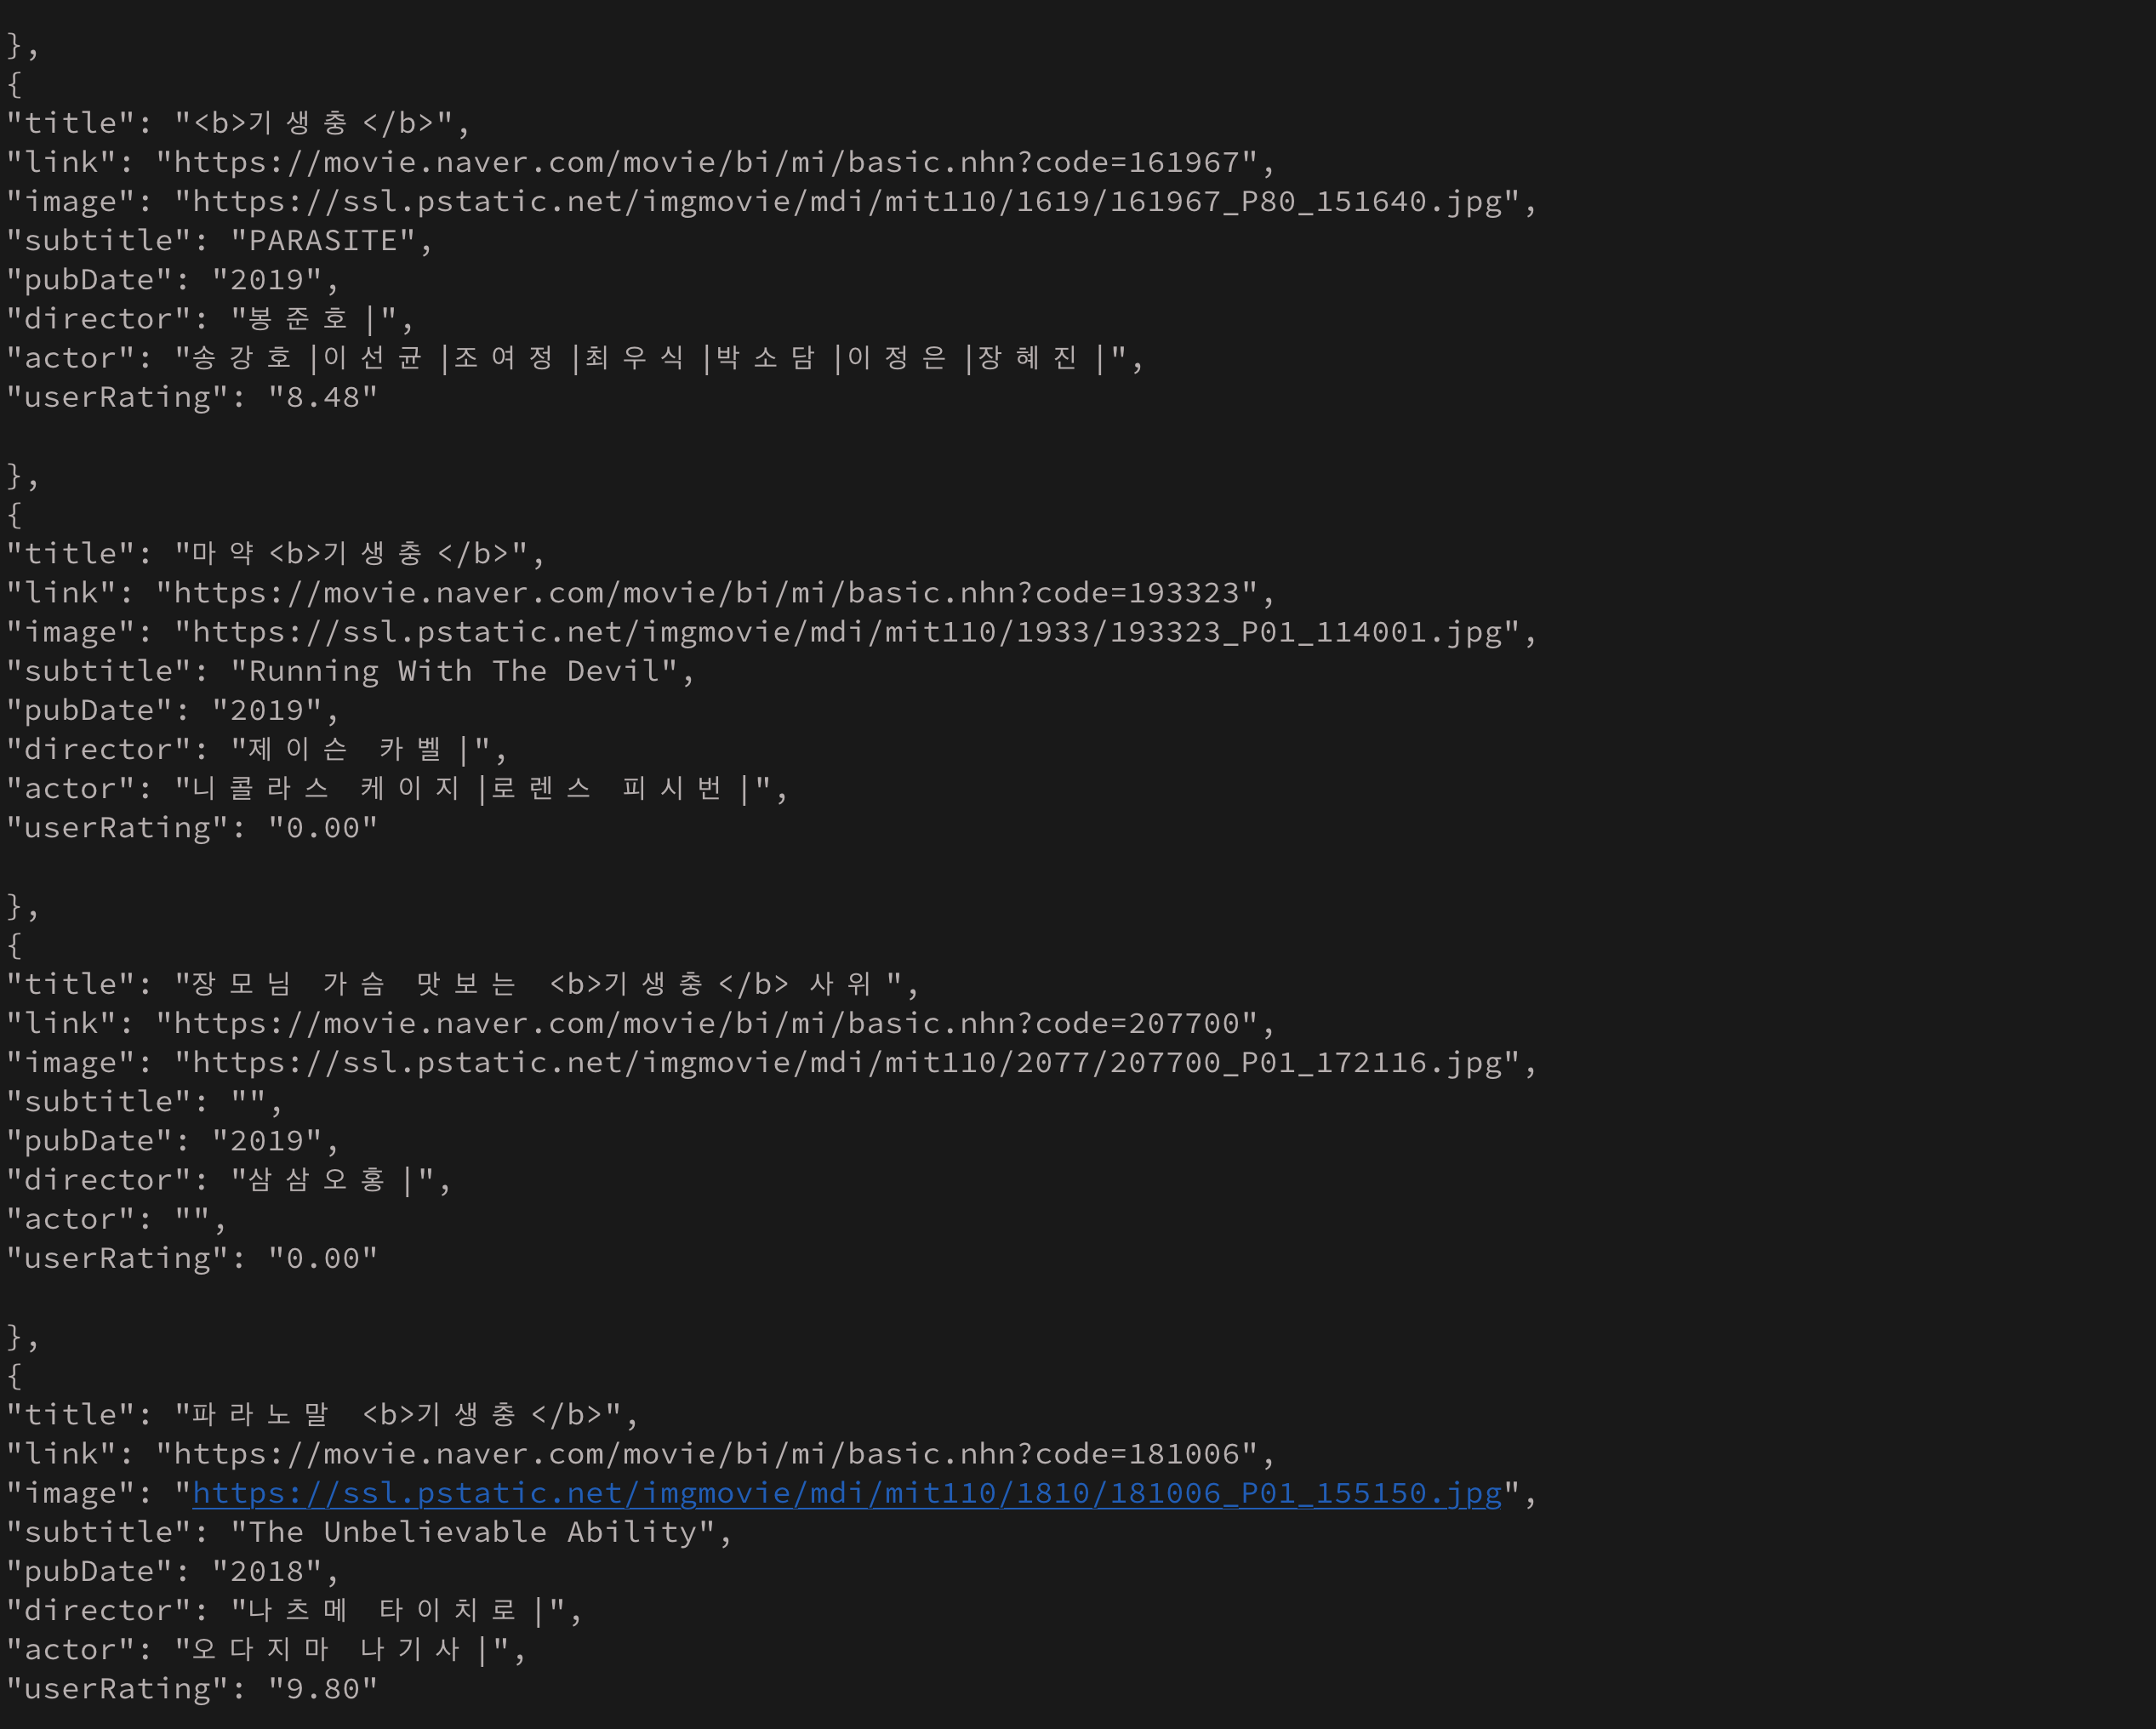 },
{
"title": "<b>기생충</b>",
"link": "https://movie.naver.com/movie/bi/mi/basic.nhn?code=161967",
"image": "https://ssl.pstatic.net/imgmovie/mdi/mit110/1619/161967_P80_151640.jpg",
"subtitle": "PARASITE",
"pubDate": "2019",
"director": "봉준호|",
"actor": "송강호|이선균|조여정|최우식|박소담|이정은|장혜진|",
"userRating": "8.48"
},
{
"title": "마약<b>기생충</b>",
"link": "https://movie.naver.com/movie/bi/mi/basic.nhn?code=193323",
"image": "https://ssl.pstatic.net/imgmovie/mdi/mit110/1933/193323_P01_114001.jpg",
"subtitle": "Running With The Devil",
"pubDate": "2019",
"director": "제이슨 카벨|",
"actor": "니콜라스 케이지|로렌스 피시번|",
"userRating": "0.00"
},
{
"title": "장모님 가슴 맛보는 <b>기생충</b> 사위",
"link": "https://movie.naver.com/movie/bi/mi/basic.nhn?code=207700",
"image": "https://ssl.pstatic.net/imgmovie/mdi/mit110/2077/207700_P01_172116.jpg",
"subtitle": "",
"pubDate": "2019",
"director": "삼삼오홍|",
"actor": "",
"userRating": "0.00"
},
{
"title": "파라노말 <b>기생충</b>",
"link": "https://movie.naver.com/movie/bi/mi/basic.nhn?code=181006",
"image": "https://ssl.pstatic.net/imgmovie/mdi/mit110/1810/181006_P01_155150.jpg",
"subtitle": "The Unbelievable Ability",
"pubDate": "2018",
"director": "나츠메 타이치로|",
"actor": "오다지마 나기사|",
"userRating": "9.80"